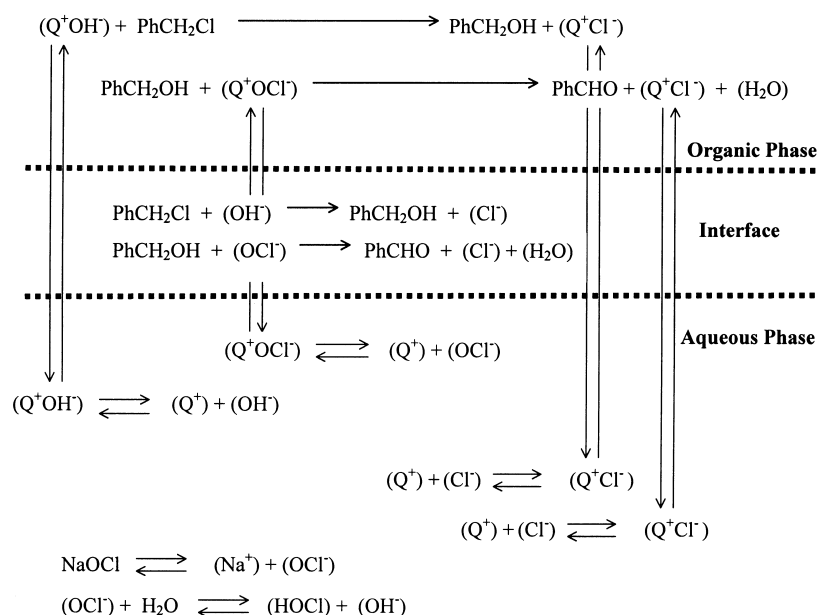 (Q⁺OH⁻) + PhCH₂Cl ⟶ PhCH₂OH + (Q⁺Cl⁻)
PhCH₂OH + (Q⁺OCl⁻) ⟶ PhCHO + (Q⁺Cl⁻) + (H₂O)
Organic Phase
PhCH₂Cl + (OH⁻) ⟶ PhCH₂OH + (Cl⁻)
Interface
PhCH₂OH + (OCl⁻) ⟶ PhCHO + (Cl⁻) + (H₂O)
Aqueous Phase
(Q⁺OCl⁻) ⇌ (Q⁺) + (OCl⁻)
(Q⁺OH⁻) ⇌ (Q⁺) + (OH⁻)
(Q⁺) + (Cl⁻) ⇌ (Q⁺Cl⁻)
(Q⁺) + (Cl⁻) ⇌ (Q⁺Cl⁻)
NaOCl ⇌ (Na⁺) + (OCl⁻)
(OCl⁻) + H₂O ⇌ (HOCl) + (OH⁻)